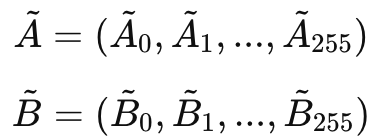 Ã = (Ã₀, Ã₁, ..., Ã₂₅₅)
B̃ = (B̃₀, B̃₁, ..., B̃₂₅₅)